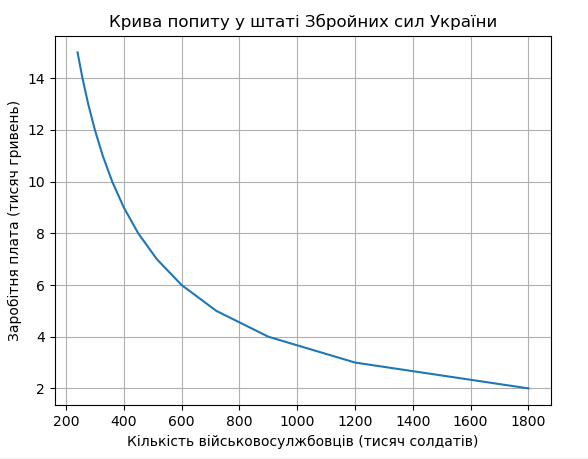 Крива попиту у штаті Збройних сил України
Заробітня плата (тисяч гривень)
14
12
10
8
6
4
2
200 400 600 800 1000 1200 1400 1600 1800
Кількість військовосулжбовців (тисяч солдатів)